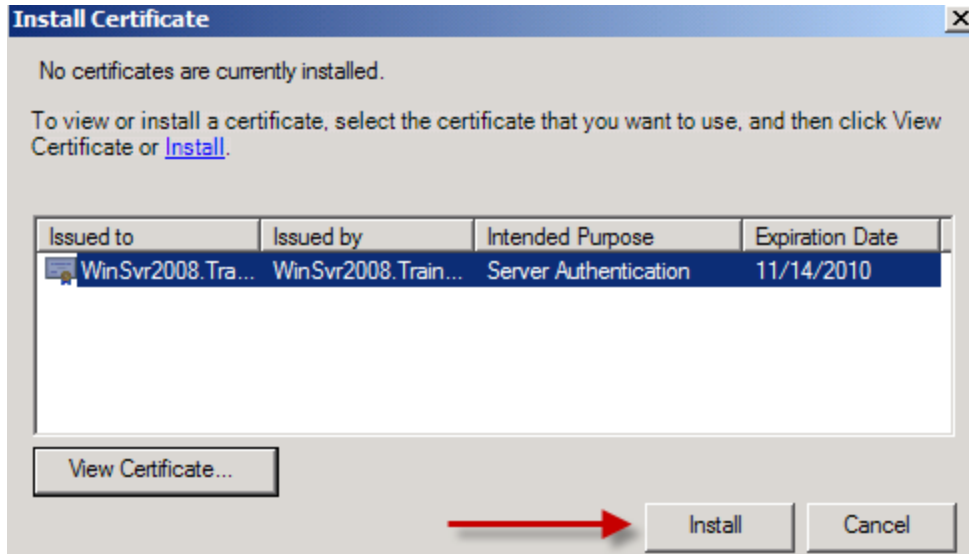 Install Certificate
No certificates are currently installed.
To view or install a certificate, select the certificate that you want to use, and then click View
Certificate or Install.
Issued to Issued by Intended Purpose Expiration Date
WinSvr2008.Tra... WinSvr2008.Train... Server Authentication 11/14/2010
View Certificate...
Install Cancel